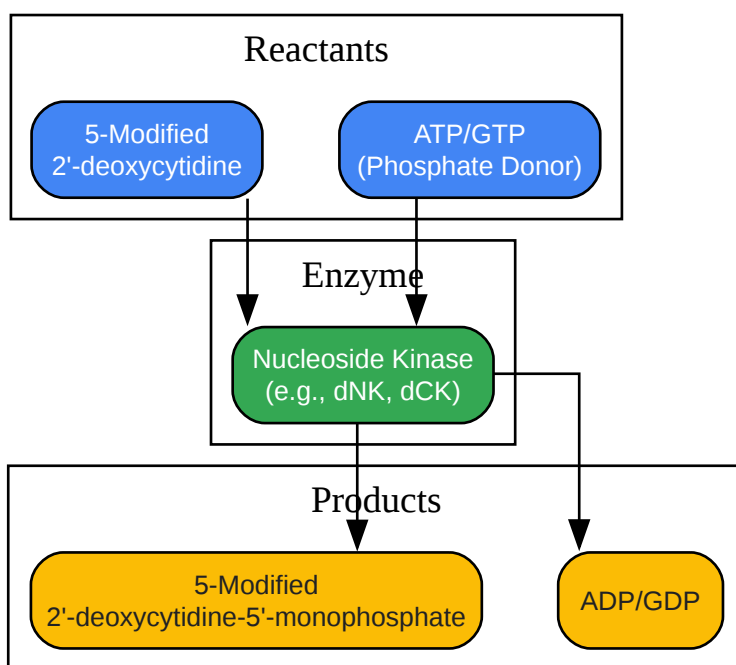 Reactants
5-Modified
2'-deoxycytidine
ATP/GTP
(Phosphate Donor)
Enzyme
Nucleoside Kinase
(e.g., dNK, dCK)
Products
5-Modified
2'-deoxycytidine-5'-monophosphate
ADP/GDP